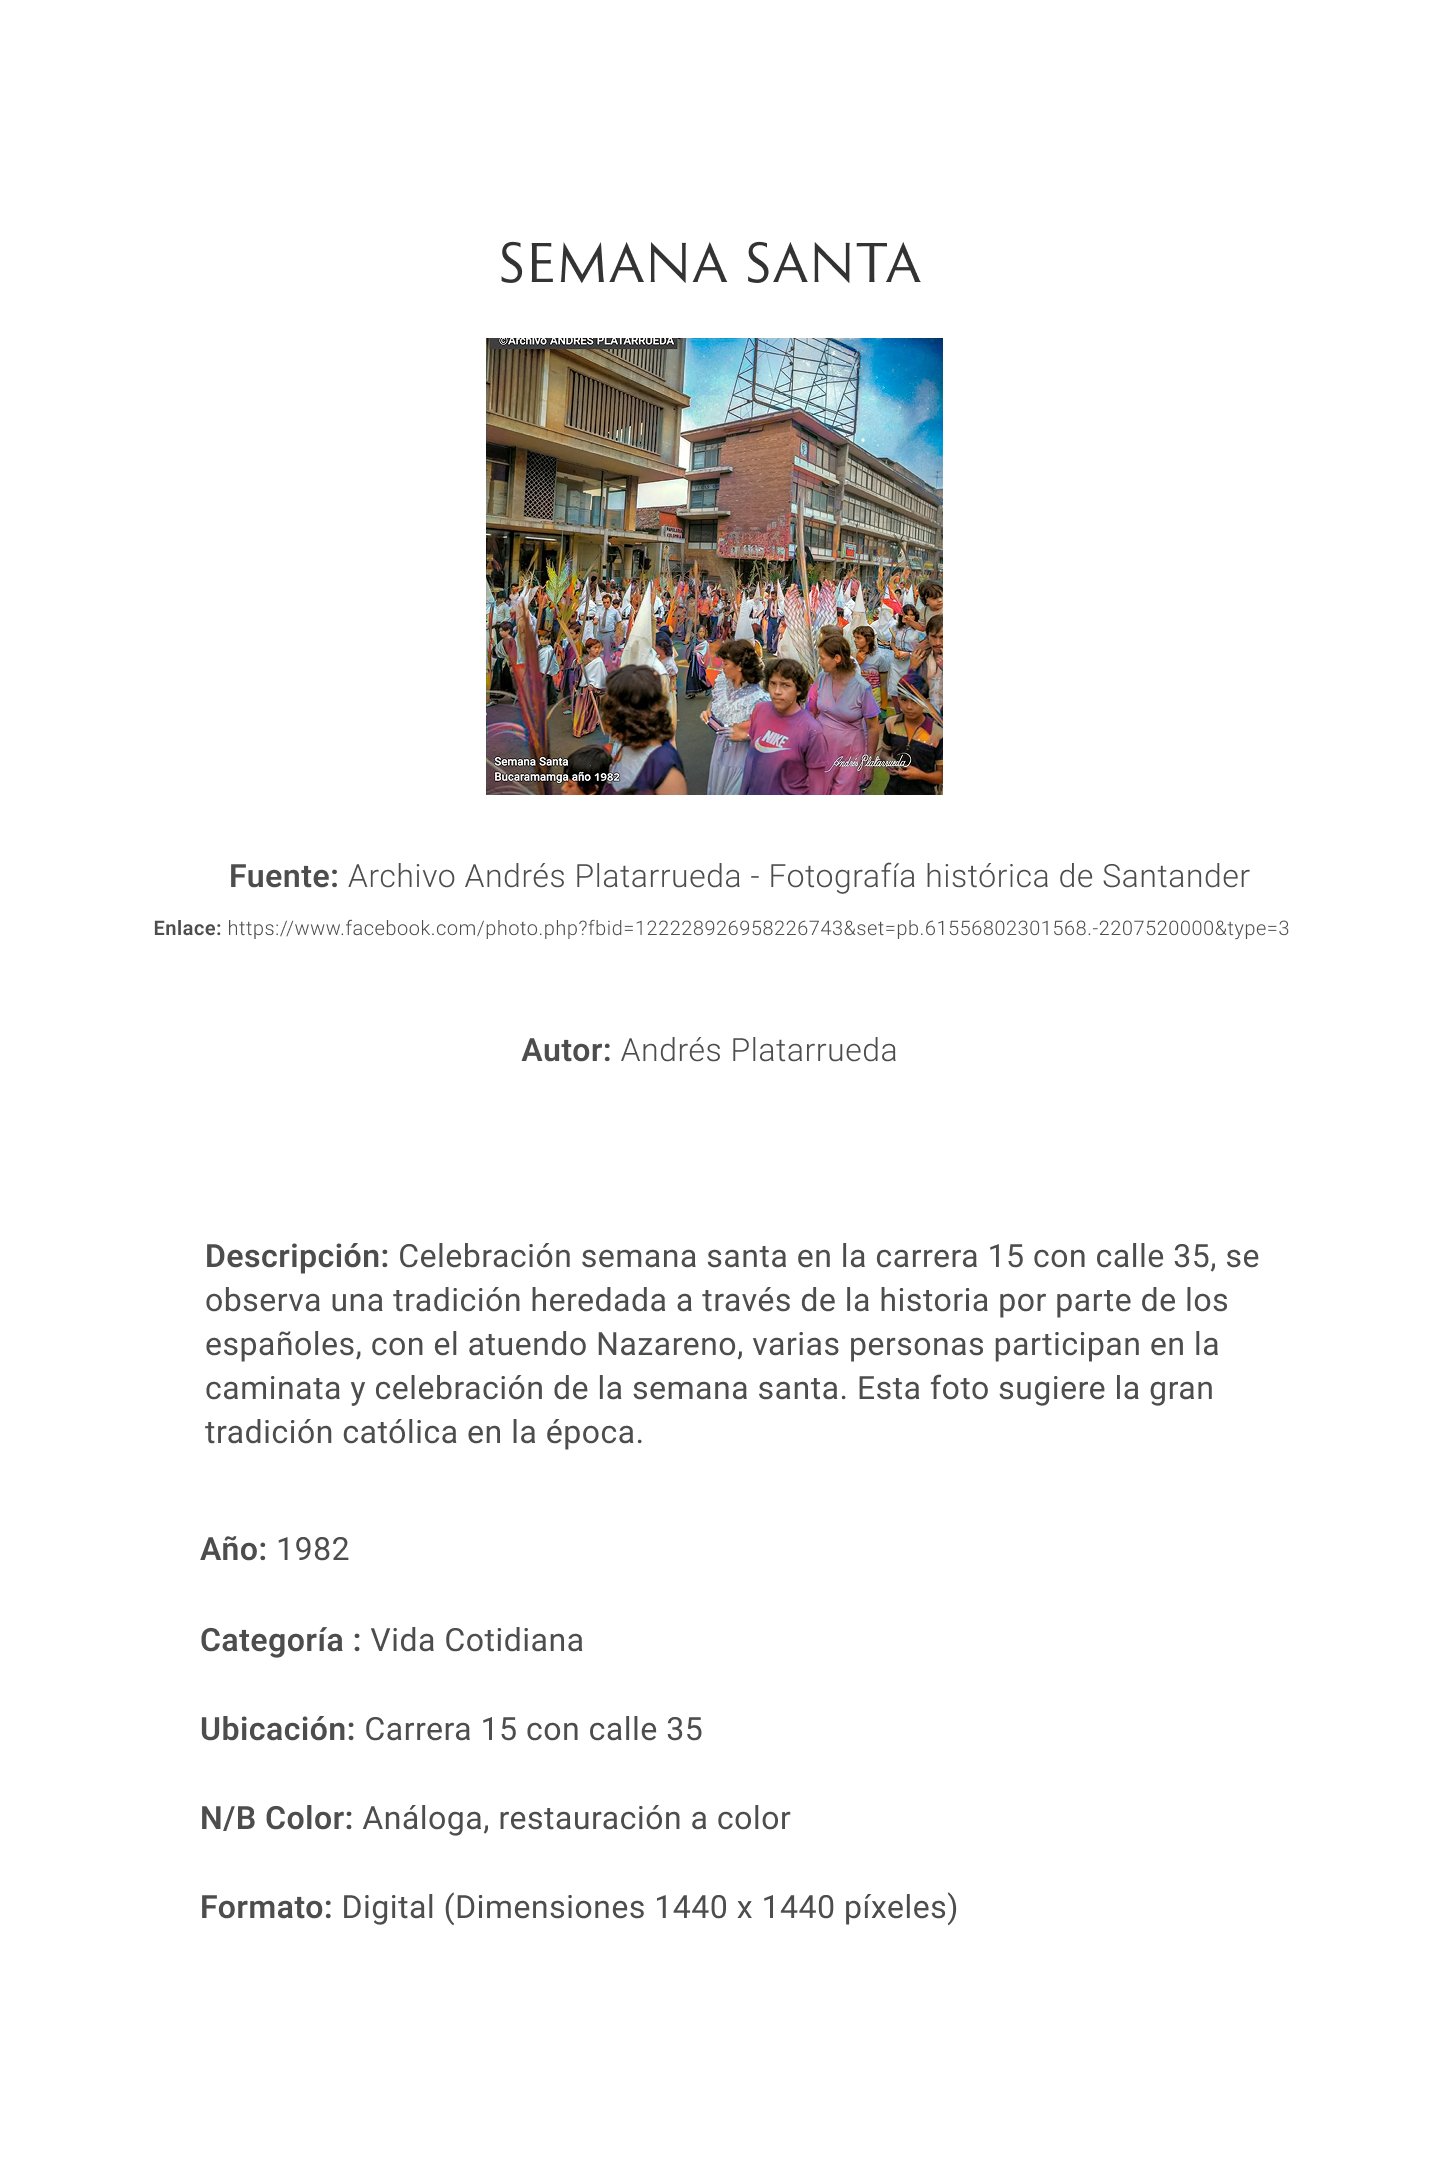 SEMANA SANTA
©Archivo ANDRES PLATARRUEDA
PAPELERIA
COLOMBIA
NIKE
Semana Santa
Bucaramamga año 1982
Andrés Platarrueda
Fuente: Archivo Andrés Platarrueda - Fotografía histórica de Santander
Enlace: https://www.facebook.com/photo.php?fbid=122228926958226743&set=pb.61556802301568.-2207520000&type=3
Autor: Andrés Platarrueda
Descripción: Celebración semana santa en la carrera 15 con calle 35, se
observa una tradición heredada a través de la historia por parte de los
españoles, con el atuendo Nazareno, varias personas participan en la
caminata y celebración de la semana santa. Esta foto sugiere la gran
tradición católica en la época.
Año: 1982
Categoría : Vida Cotidiana
Ubicación: Carrera 15 con calle 35
N/B Color: Análoga, restauración a color
Formato: Digital (Dimensiones 1440 x 1440 píxeles)